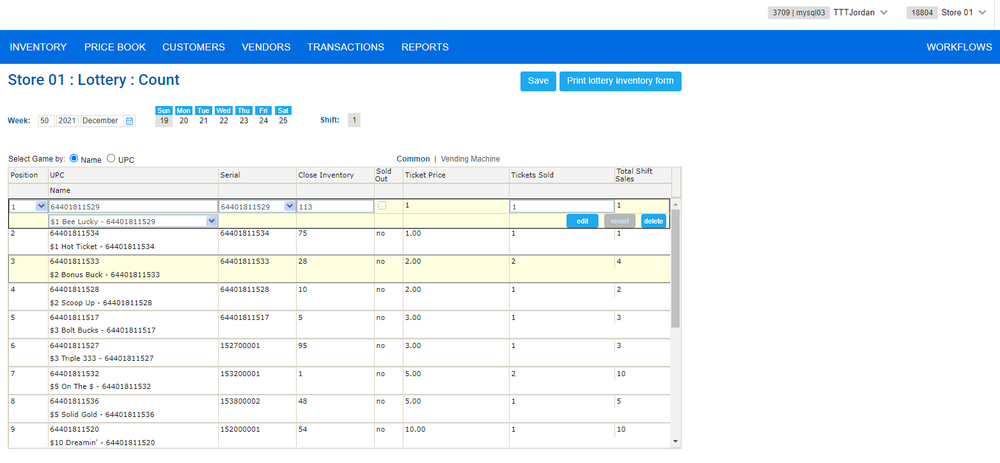 3709 | mysql03 TTTJordan 18804 Store 01
INVENTORY PRICE BOOK CUSTOMERS VENDORS TRANSACTIONS REPORTS WORKFLOWS
Store 01 : Lottery : Count Save Print lottery inventory form
Sun Mon Tue Wed Thu Fri Sat
Week: 50 2021 December 19 20 21 22 23 24 25 Shift: 1
Select Game by: Name UPC Common | Vending Machine
Position UPC Serial Close Inventory Sold Out Ticket Price Tickets Sold Total Shift Sales
Name
1 64401811529 64401811529 113 1 1 1
$1 Bee Lucky - 64401811529 edit revert delete
2 64401811534 64401811534 75 no 1.00 1 1
$1 Hot Ticket - 64401811534
3 64401811533 64401811533 28 no 2.00 2 4
$2 Bonus Buck - 64401811533
4 64401811528 64401811528 10 no 2.00 1 2
$2 Scoop Up - 64401811528
5 64401811517 64401811517 5 no 3.00 1 3
$3 Bolt Bucks - 64401811517
6 64401811527 152700001 95 no 3.00 1 3
$3 Triple 333 - 64401811527
7 64401811532 153200001 1 no 5.00 2 10
$5 On The $ - 64401811532
8 64401811536 153800002 48 no 5.00 1 5
$5 Solid Gold - 64401811536
9 64401811520 152000001 54 no 10.00 1 10
$10 Dreamin' - 64401811520